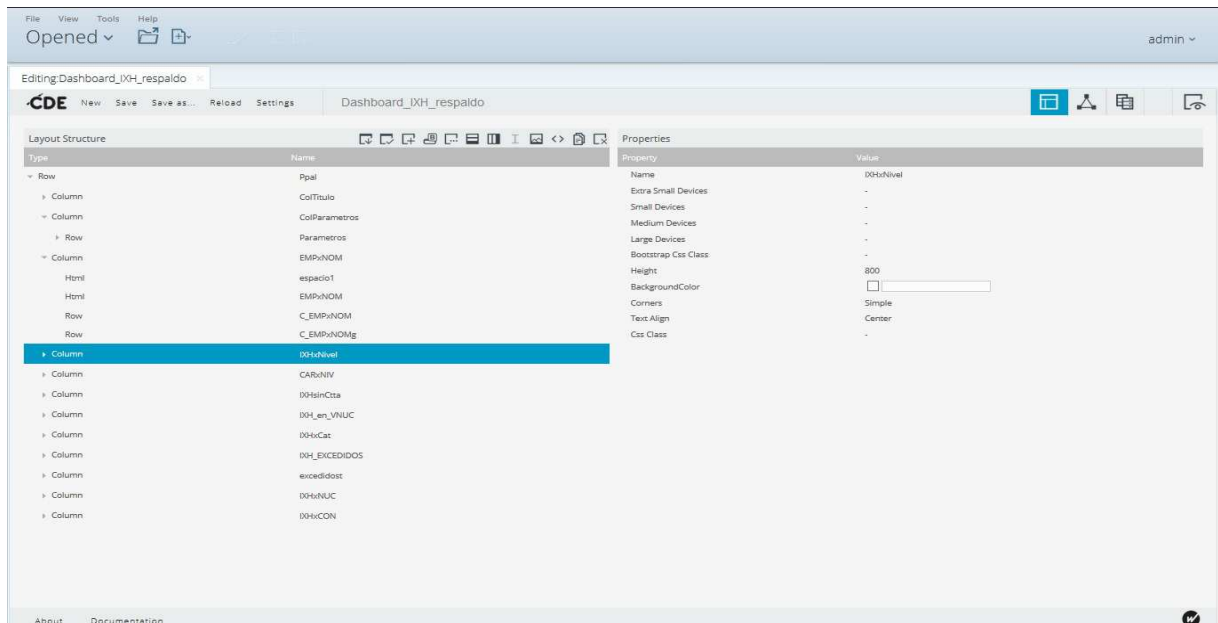 File View Tools Help
Opened
admin
Editing:Dashboard_IXH_respaldo ×
CDE New Save Save as... Reload Settings Dashboard_IXH_respaldo
Layout Structure Properties
Type Name Property Value
Row Ppal Name IXHxNivel
Column ColTitulo Extra Small Devices -
Small Devices -
Column ColParametros Medium Devices -
Row Parametros Large Devices -
Column EMPxNOM Bootstrap Css Class -
Html espacio1 Height 800
BackgroundColor
Html EMPxNOM Corners Simple
Row C_EMPxNOM Text Align Center
Row C_EMPxNOMg Css Class -
Column IXHxNivel
Column CARxNIV
Column IXHsinCtta
Column IXH_en_VNUC
Column IXHxCat
Column IXH_EXCEDIDOS
Column excedidost
Column IXHxNUC
Column IXHxCON
About Documentation